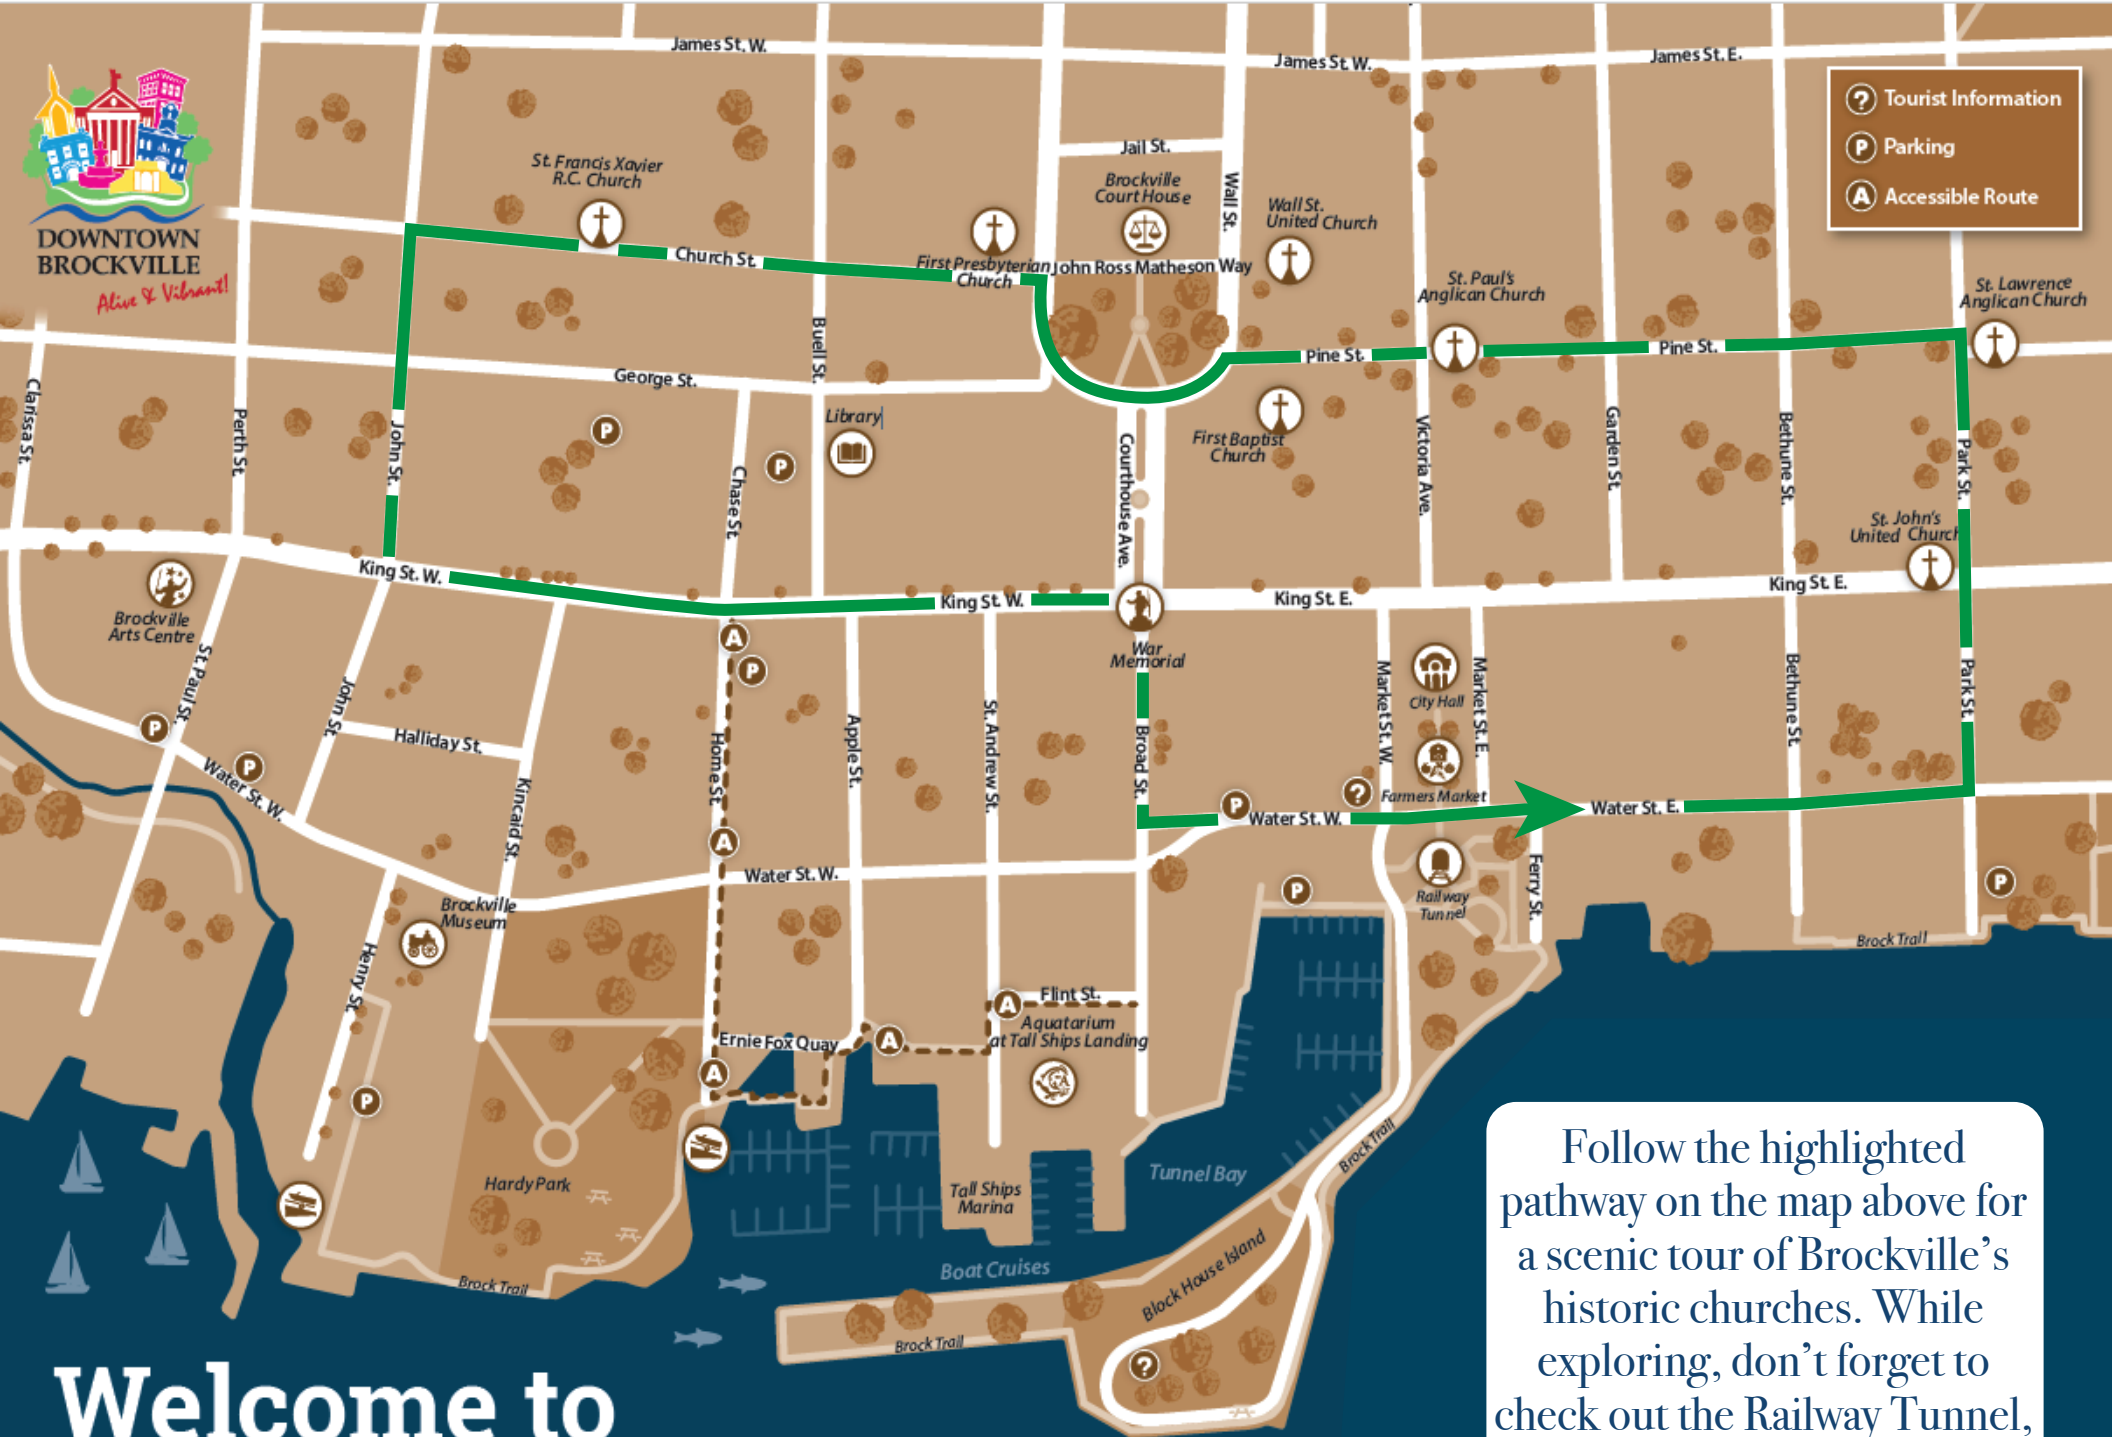 James St. W.
James St. W.
James St. E.
Tourist Information
Parking
Accessible Route
DOWNTOWN
BROCKVILLE
Alive & Vibrant!
St. Francis Xavier
R.C. Church
Jail St.
Brockville
Court House
Wall St.
Wall St.
United Church
Church St.
First Presbyterian
Church
John Ross Matheson Way
St. Paul's
Anglican Church
St. Lawrence
Anglican Church
Buell St.
Pine St.
Pine St.
George St.
Clarissa St.
Perth St.
John St.
Library
Chase St.
Courthouse Ave.
First Baptist
Church
Victoria Ave.
Garden St.
Bethune St.
Park St.
St. John's
United Church
King St. W.
King St. W.
King St. E.
King St. E.
Brockville
Arts Centre
War
Memorial
St. Paul St.
John St.
Halliday St.
Kincaid St.
Home St.
Apple St.
St. Andrew St.
Broad St.
Market St. W.
City Hall
Market St. E.
Bethune St.
Park St.
Water St. W.
Farmers Market
Water St. W.
Water St. E.
Water St. W.
Ferry St.
Railway
Tunnel
Brockville
Museum
Henry St.
Brock Trail
Flint St.
Aquatarium
at Tall Ships Landing
Ernie Fox Quay
Hardy Park
Tall Ships
Marina
Tunnel Bay
Brock Trail
Boat Cruises
Block House Island
Brock Trail
Brock Trail
Follow the highlighted
pathway on the map above for
a scenic tour of Brockville’s
historic churches. While
exploring, don’t forget to
check out the Railway Tunnel,
Welcome to
P
P
P
P
P
P
P
P
P
A
A
A
A
A
?
?
?
P
A